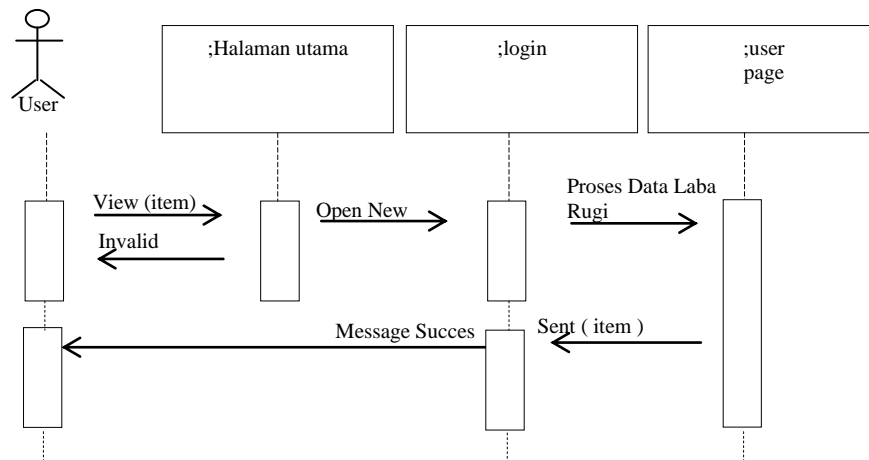 ;Halaman utama
;login
;user
page
User
View (item)
Open New
Proses Data Laba
Rugi
Invalid
Message Succes
Sent ( item )